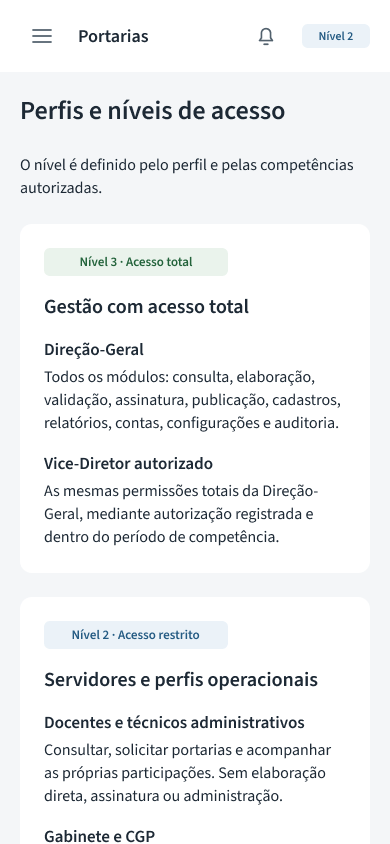 Portarias
Nível 2
Perfis e níveis de acesso
O nível é definido pelo perfil e pelas competências
autorizadas.
Nível 3 · Acesso total
Gestão com acesso total
Direção-Geral
Todos os módulos: consulta, elaboração,
validação, assinatura, publicação, cadastros,
relatórios, contas, configurações e auditoria.
Vice-Diretor autorizado
As mesmas permissões totais da Direção-
Geral, mediante autorização registrada e
dentro do período de competência.
Nível 2 · Acesso restrito
Servidores e perfis operacionais
Docentes e técnicos administrativos
Consultar, solicitar portarias e acompanhar
as próprias participações. Sem elaboração
direta, assinatura ou administração.
Gabinete e CGP